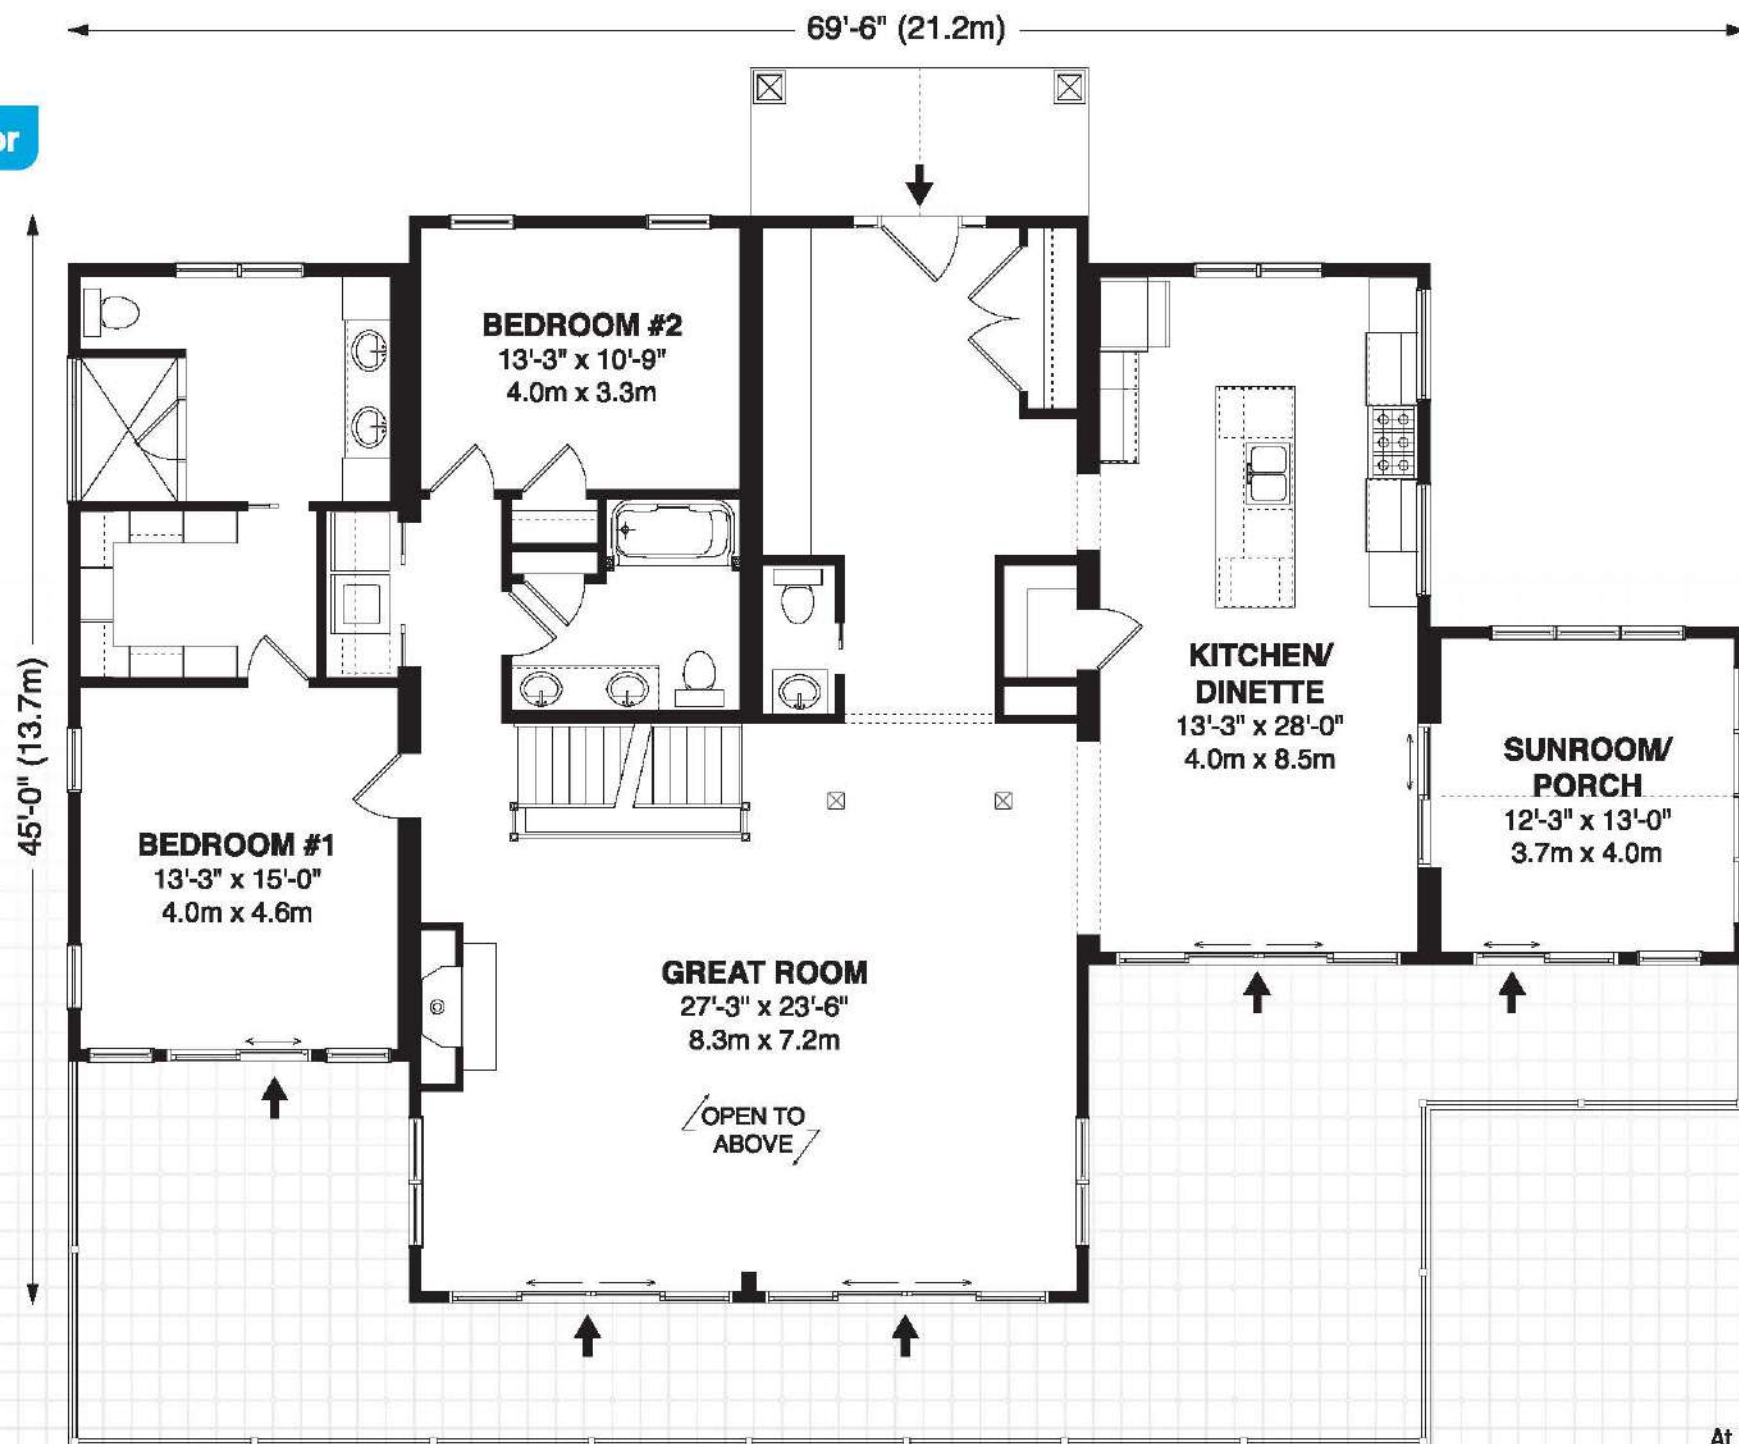 69'-6" (21.2m)
or
45'-0" (13.7m)
BEDROOM #2
13'-3" x 10'-9"
4.0m x 3.3m
KITCHEN/
DINETTE
13'-3" x 28'-0"
4.0m x 8.5m
SUNROOM/
PORCH
12'-3" x 13'-0"
3.7m x 4.0m
BEDROOM #1
13'-3" x 15'-0"
4.0m x 4.6m
GREAT ROOM
27'-3" x 23'-6"
8.3m x 7.2m
OPEN TO
ABOVE
At